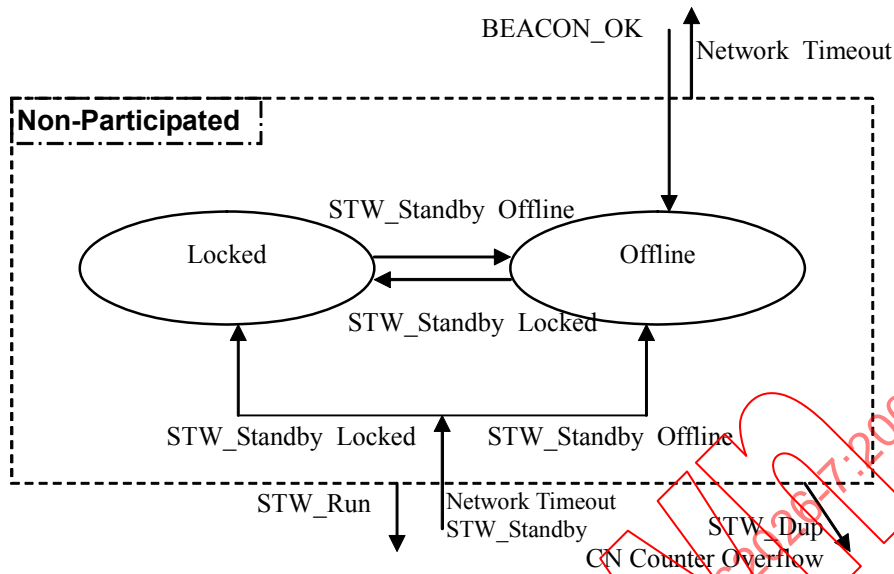 BEACON_OK
Network Timeout
Non-Participated
STW_Standby Offline
Locked
Offline
STW_Standby Locked
STW_Standby Locked
STW_Standby Offline
STW_Run
Network Timeout
STW_Standby
STW_Dup
CN Counter Overflow